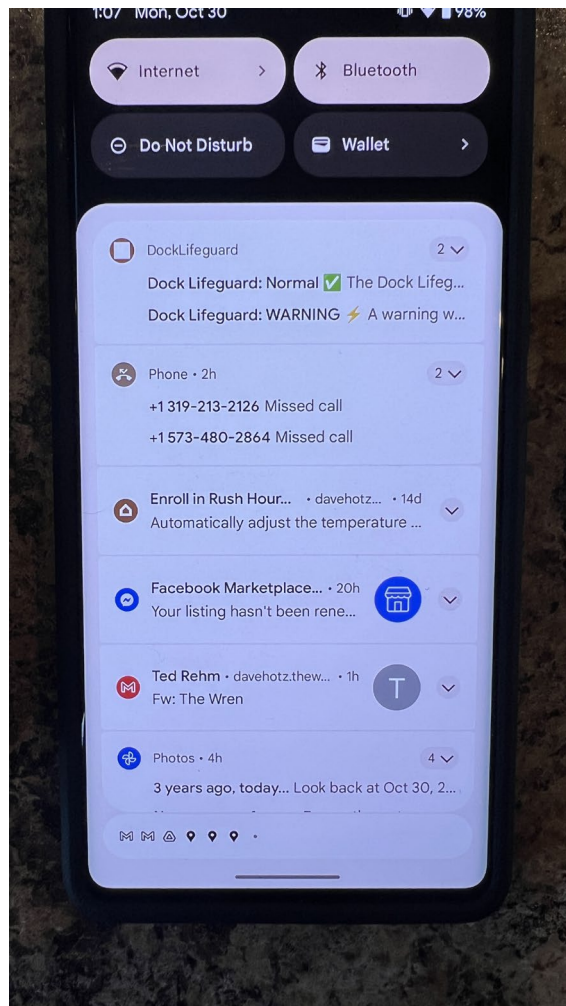 1:07 Mon, Oct 30 98%
Internet Bluetooth
Do Not Disturb Wallet
DockLifeguard 2
Dock Lifeguard: Normal ✅ The Dock Lifeg...
Dock Lifeguard: WARNING ⚡ A warning w...
Phone • 2h 2
+1 319-213-2126 Missed call
+1 573-480-2864 Missed call
Enroll in Rush Hour... • davehotz... • 14d
Automatically adjust the temperature ...
Facebook Marketplace... • 20h
Your listing hasn't been rene...
Ted Rehm • davehotz.thew... • 1h
T
Fw: The Wren
Photos • 4h 4
3 years ago, today... Look back at Oct 30, 2...